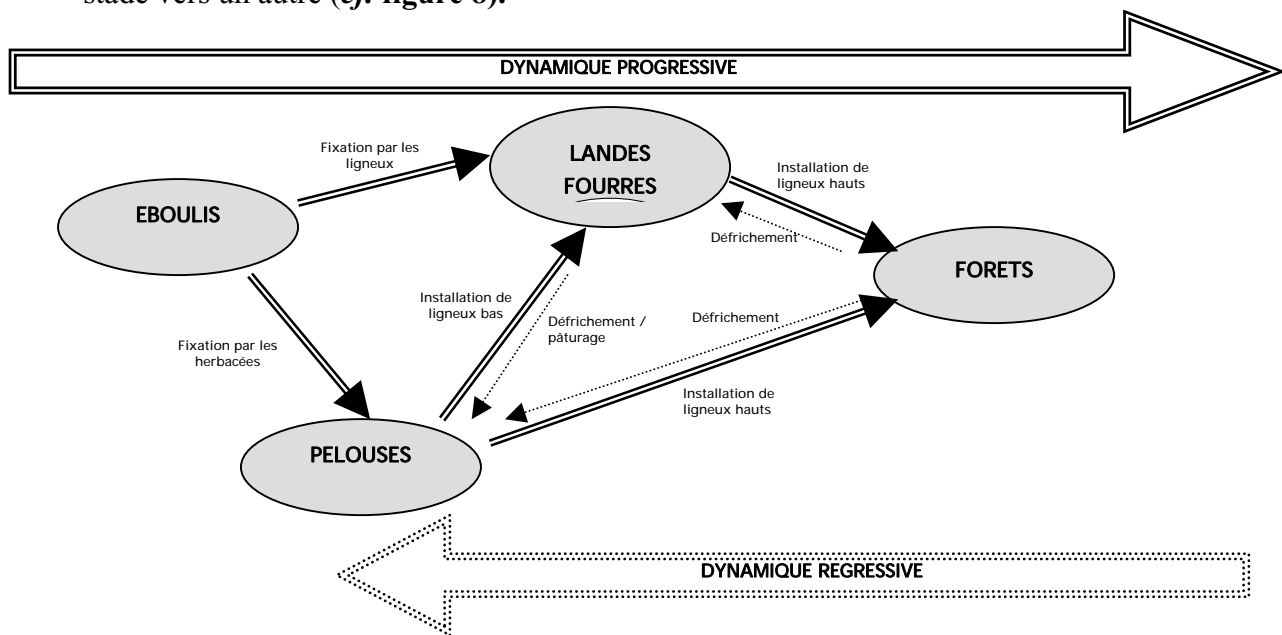 stade vers un autre (cf. figure 8).
DYNAMIQUE PROGRESSIVE
Fixation par les
ligneux
LANDES
FOURRES
Installation de
ligneux hauts
EBOULIS
Défrichement
FORETS
Installation de
ligneux bas
Défrichement /
pâturage
Défrichement
Fixation par les
herbacées
Installation de
ligneux hauts
PELOUSES
DYNAMIQUE REGRESSIVE